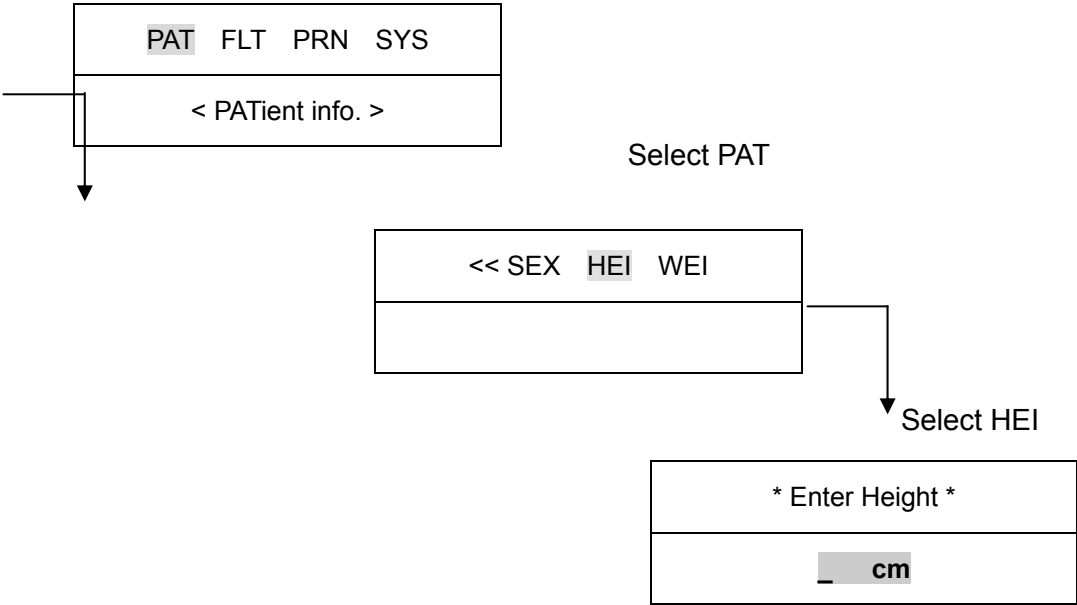 PAT FLT PRN SYS
< PATient info. >
Select PAT
<< SEX HEI WEI
Select HEI
* Enter Height *
_ cm